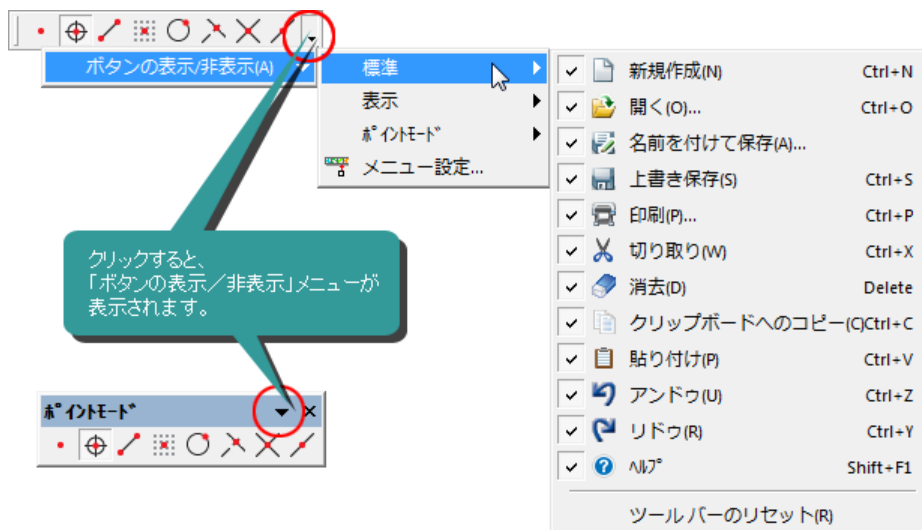 ボタンの表示/非表示(A)
標準
表示
ﾎﾟｲﾝﾄﾓｰﾄﾞ
メニュー設定...
新規作成(N) Ctrl+N
開く(O)... Ctrl+O
名前を付けて保存(A)...
上書き保存(S) Ctrl+S
印刷(P)... Ctrl+P
切り取り(W) Ctrl+X
消去(D) Delete
クリップボードへのコピー(C)Ctrl+C
貼り付け(P) Ctrl+V
アンドゥ(U) Ctrl+Z
リドゥ(R) Ctrl+Y
ﾍﾙﾌﾟ Shift+F1
ツール バーのリセット(R)
クリックすると、
「ボタンの表示／非表示」メニューが
表示されます。
ﾎﾟｲﾝﾄﾓｰﾄﾞ